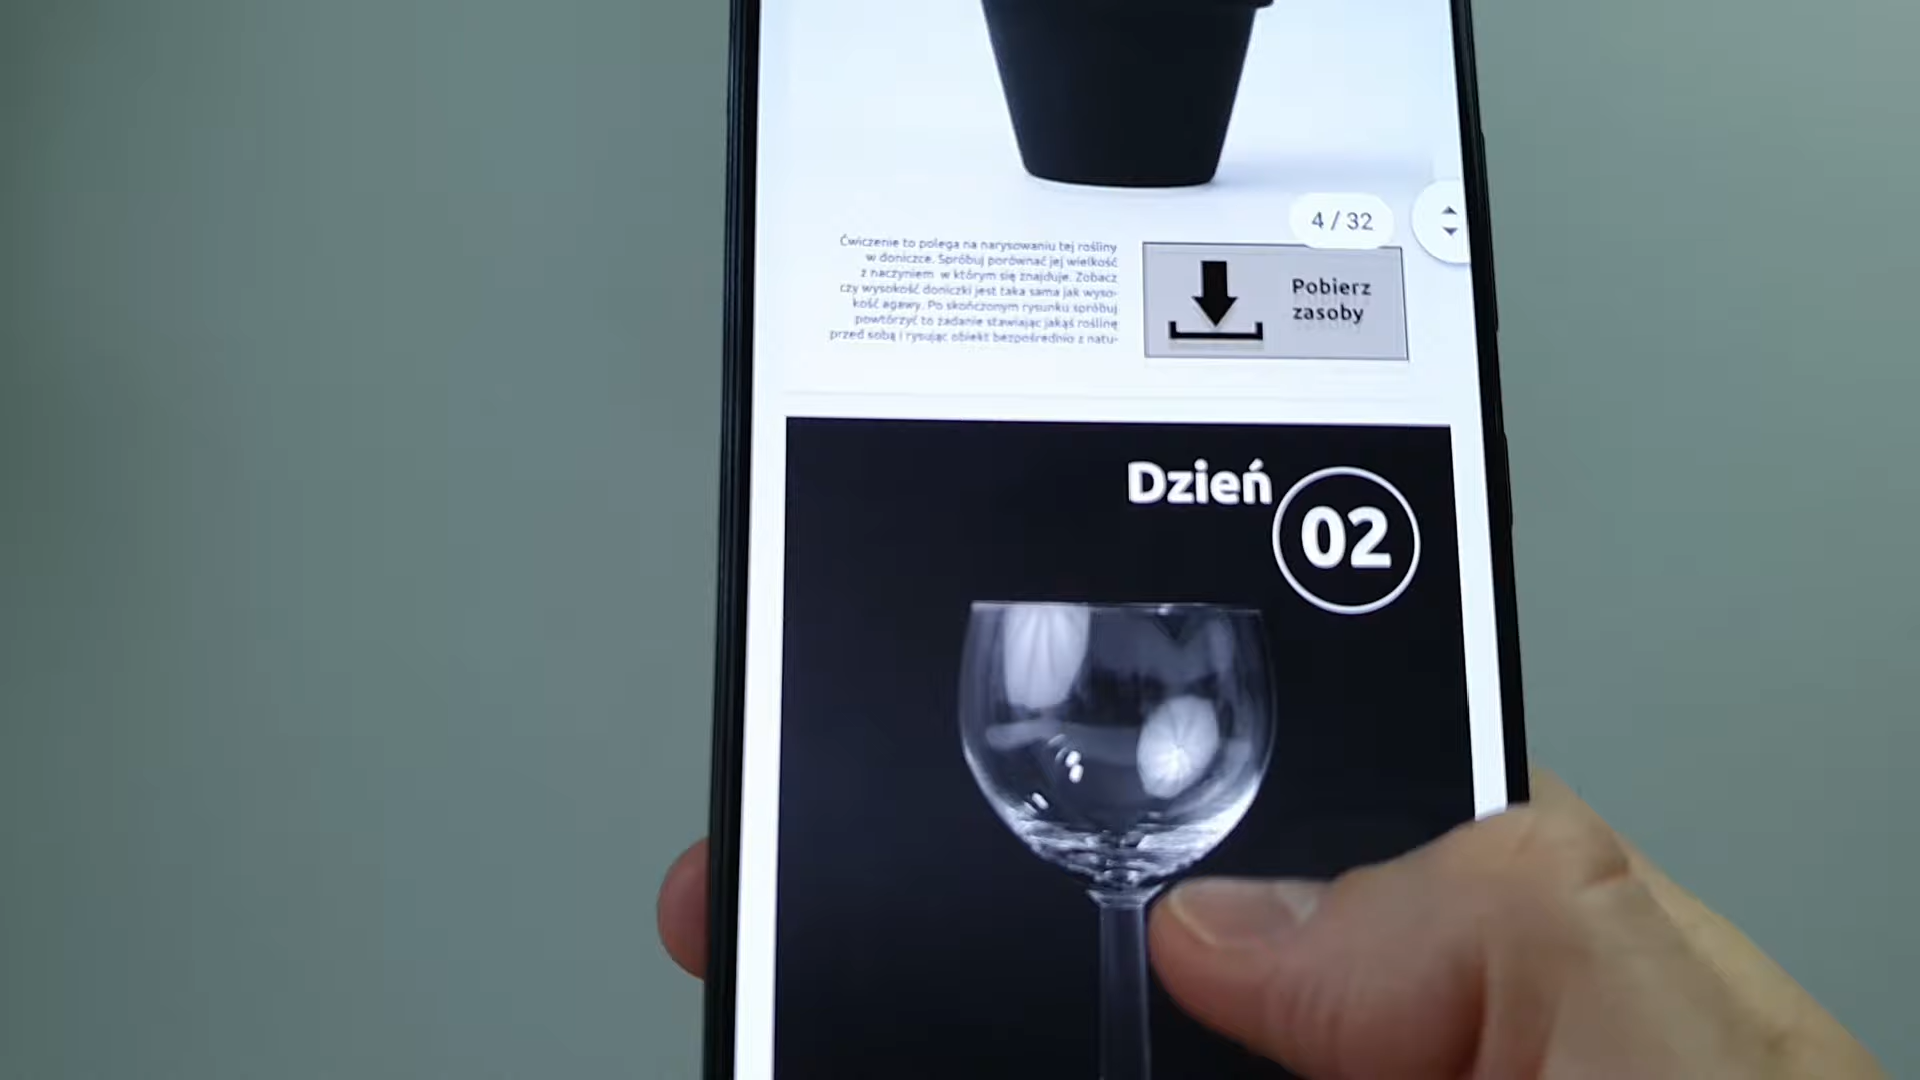 4 / 32
Ćwiczenie to polega na narysowaniu tej rośliny
w doniczce. Spróbuj porównać jej wielkość
z naczyniem w którym się znajduje. Zobacz
czy wysokość doniczki jest taka sama jak wyso-
kość agawy. Po skończonym rysunku spróbuj
powtórzyć to zadanie stawiając jakąś roślinę
przed sobą i rysując obiekt bezpośrednio z natu-
Pobierz
zasoby
Dzień
02